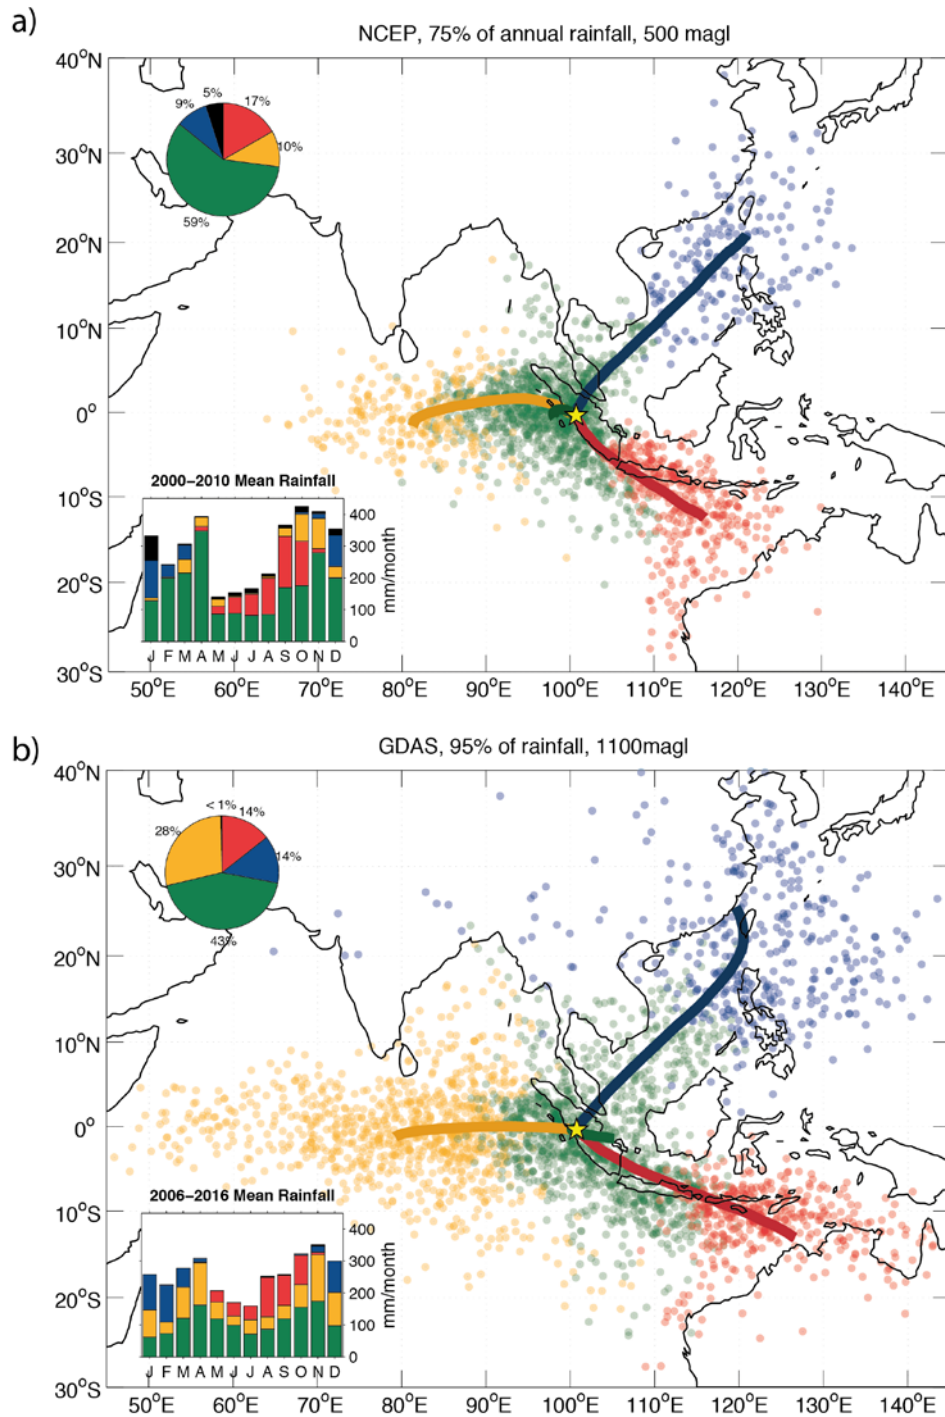 a)
NCEP, 75% of annual rainfall, 500 magl
40°N
30°N
20°N
10°N
0°
10°S
20°S
30°S
5%
9%
17%
10%
59%
2000–2010 Mean Rainfall
400
300
200
100
0
mm/month
J F M A M J J A S O N D
50°E 60°E 70°E 80°E 90°E 100°E 110°E 120°E 130°E 140°E
b)
GDAS, 95% of rainfall, 1100magl
40°N
30°N
20°N
10°N
0°
10°S
20°S
30°S
< 1%
14%
28%
14%
43%
2006–2016 Mean Rainfall
400
300
200
100
0
mm/month
J F M A M J J A S O N D
50°E 60°E 70°E 80°E 90°E 100°E 110°E 120°E 130°E 140°E